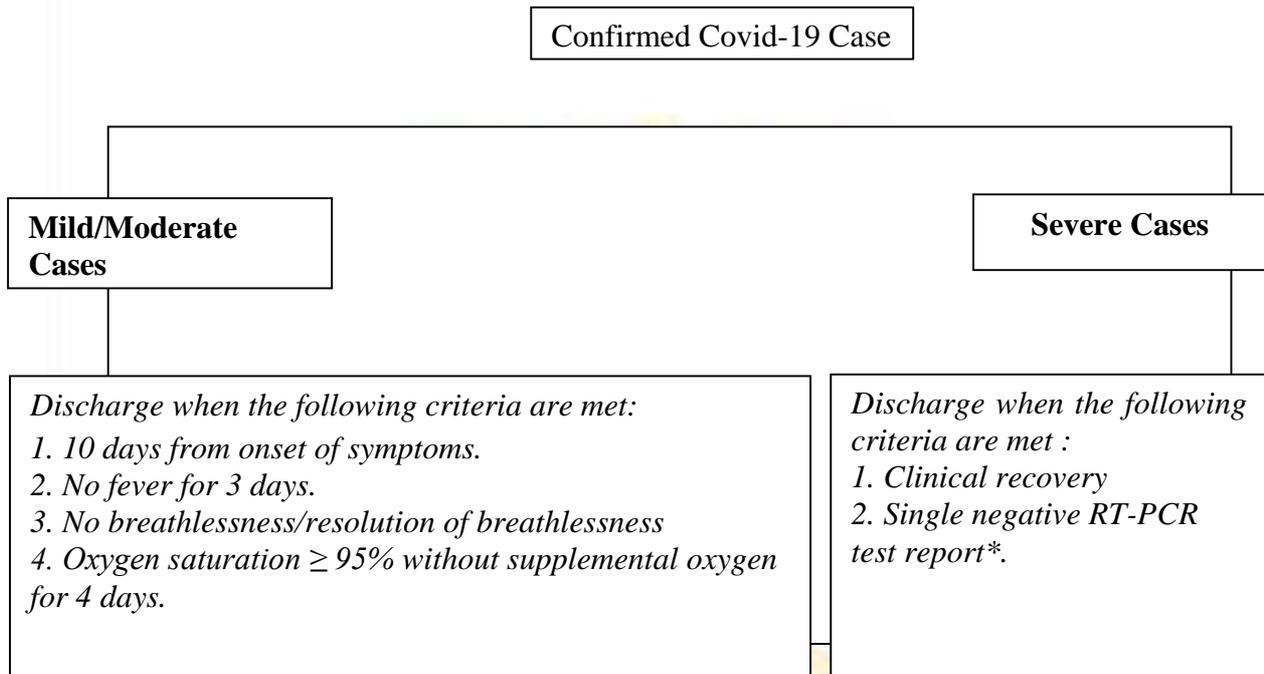 Confirmed Covid-19 Case
Mild/Moderate
Cases
Severe Cases
Discharge when the following criteria are met:
1. 10 days from onset of symptoms.
2. No fever for 3 days.
3. No breathlessness/resolution of breathlessness
4. Oxygen saturation ≥ 95% without supplemental oxygen
for 4 days.
Discharge when the following
criteria are met :
1. Clinical recovery
2. Single negative RT-PCR
test report*.